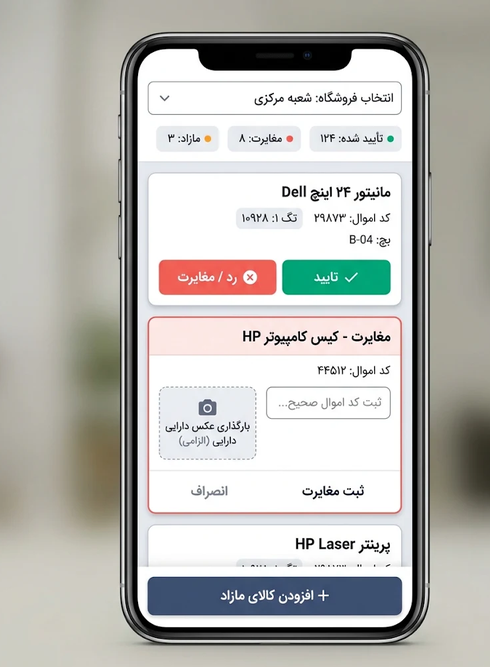 انتخاب فروشگاه: شعبه مرکزی
تأیید شده: ۱۲۴
مغایرت: ۸
مازاد: ۳
مانیتور ۲۴ اینچ Dell
کد اموال: ۲۹۸۷۳ تگ ۱: ۱۰۹۲۸
بچ: B-04
تایید
رد / مغایرت
مغایرت - کیس کامپیوتر HP
کد اموال: ۴۴۵۱۲
ثبت کد اموال صحیح...
بارگذاری عکس دارایی
دارایی (الزامی)
ثبت مغایرت
انصراف
پرینتر HP Laser
+ افزودن کالای مازاد